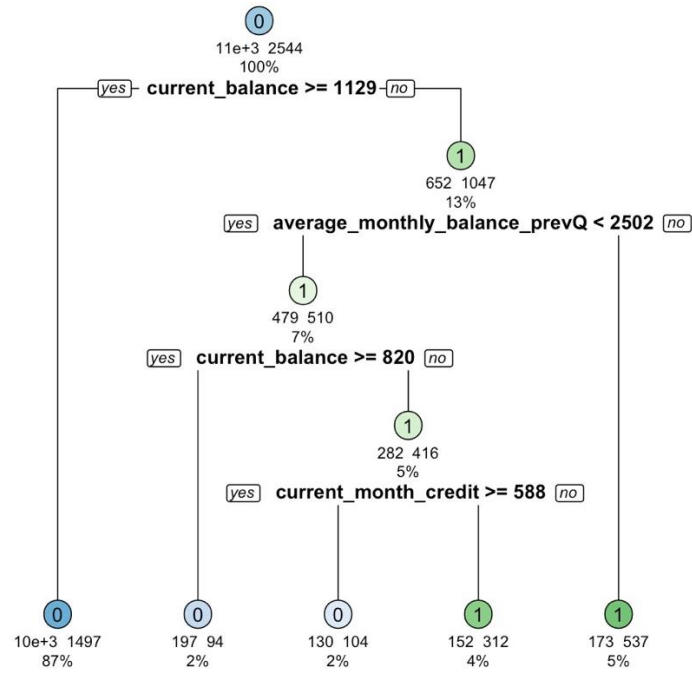 0
11e+3 2544
100%
yes current_balance >= 1129 no
1
652 1047
13%
yes average_monthly_balance_prevQ < 2502 no
1
479 510
7%
yes current_balance >= 820 no
1
282 416
5%
yes current_month_credit >= 588 no
0 0 0 1 1
10e+3 1497 197 94 130 104 152 312 173 537
87% 2% 2% 4% 5%